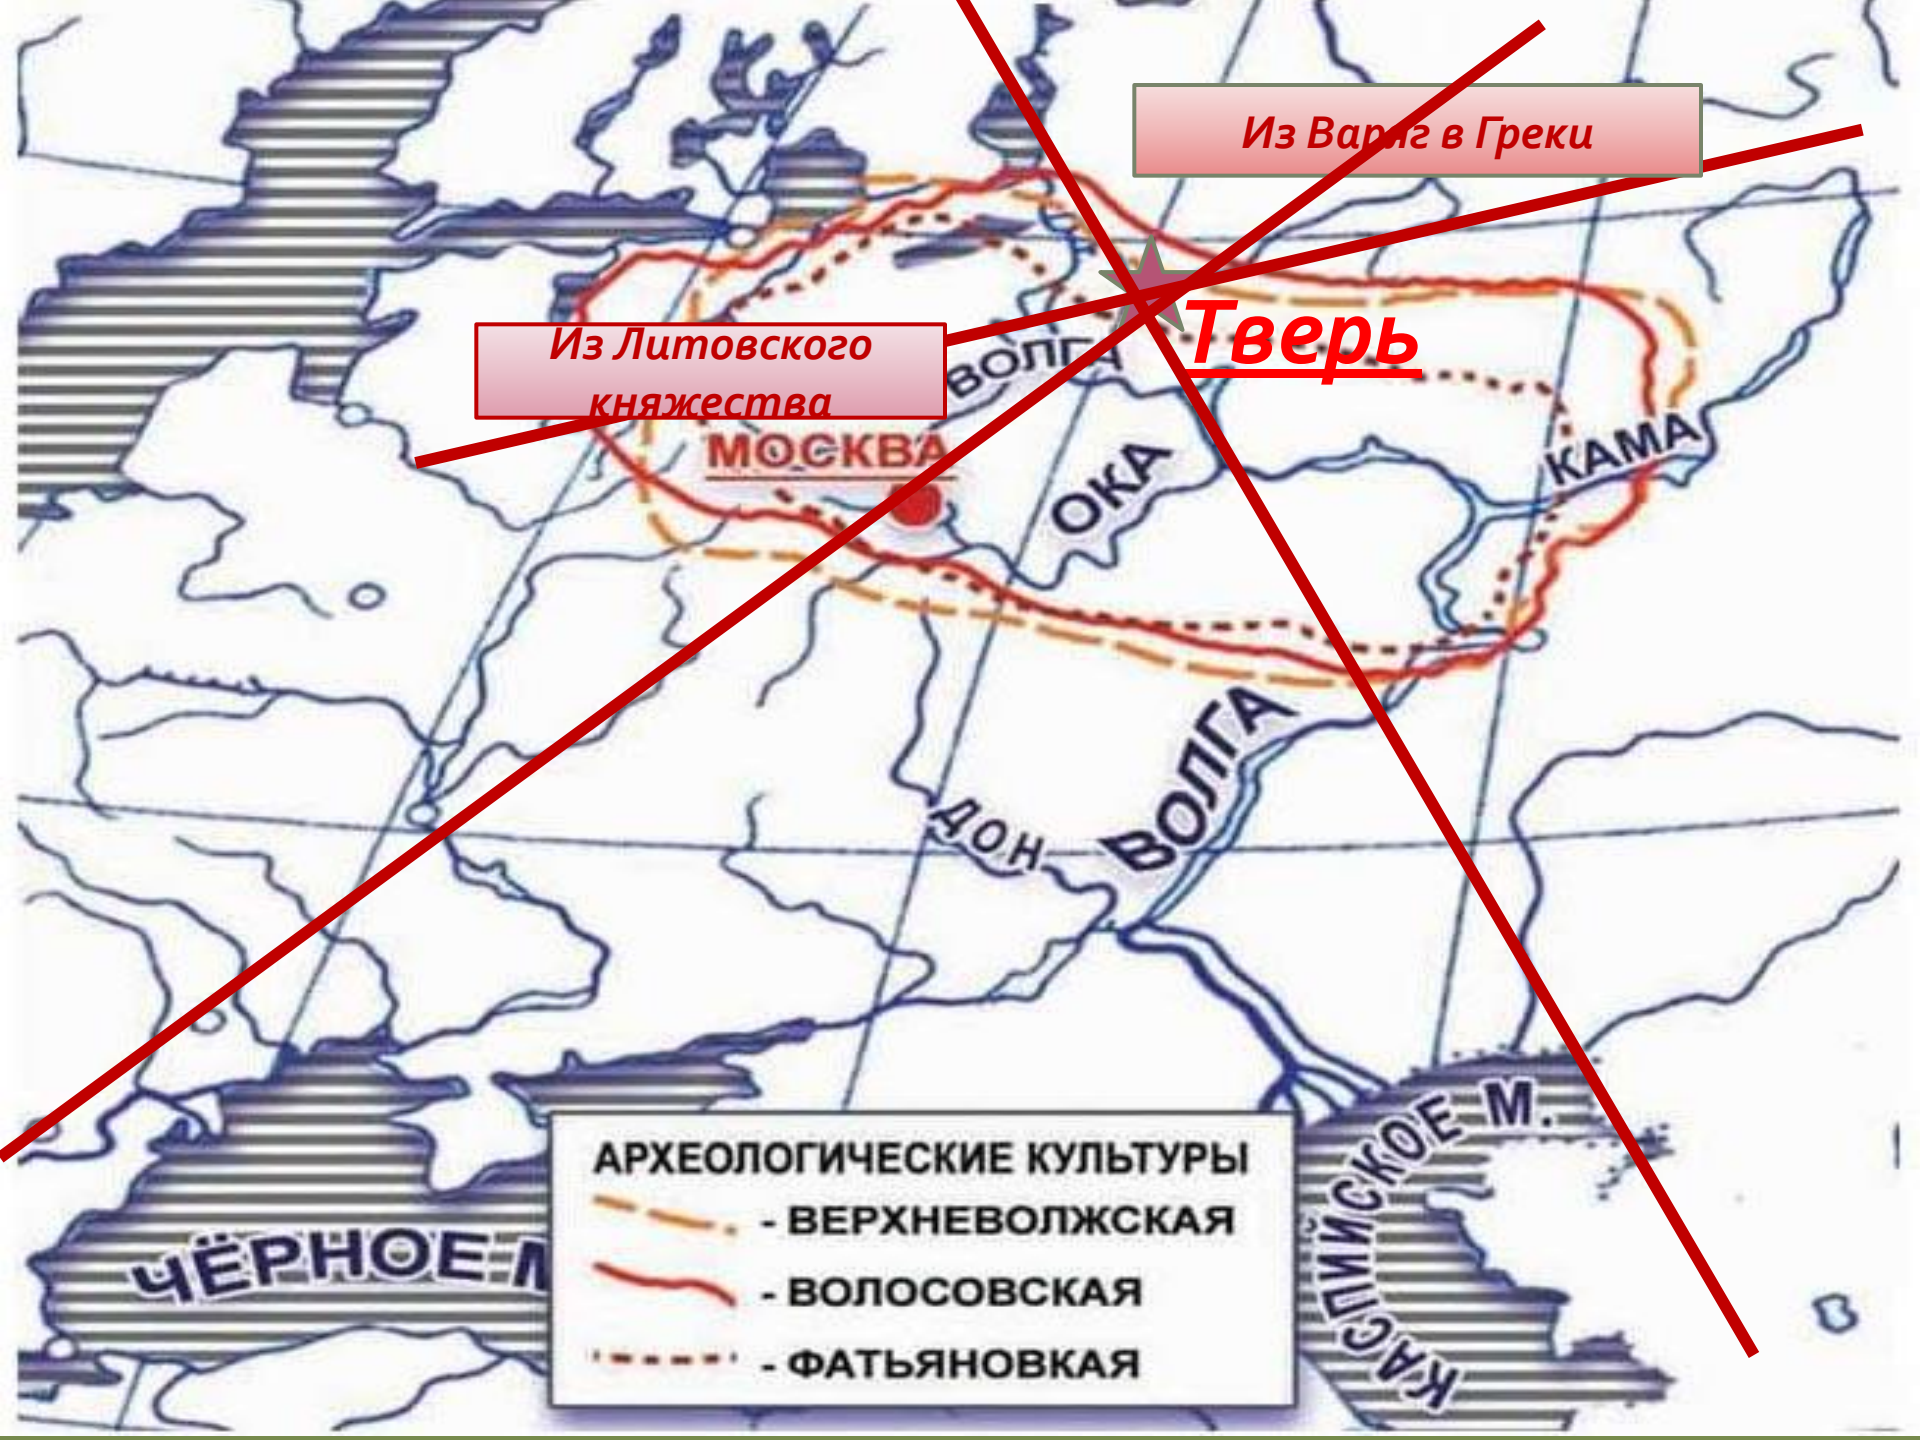 Из Варяг в Греки
Тверь
Из Литовского
княжества
ВОЛГА
МОСКВА
ОКА
КАМА
ВОЛГА
ДОН
КАСПИЙСКОЕ М.
ЧЁРНОЕ М
АРХЕОЛОГИЧЕСКИЕ КУЛЬТУРЫ
- ВЕРХНЕВОЛЖСКАЯ
- ВОЛОСОВСКАЯ
- ФАТЬЯНОВКАЯ